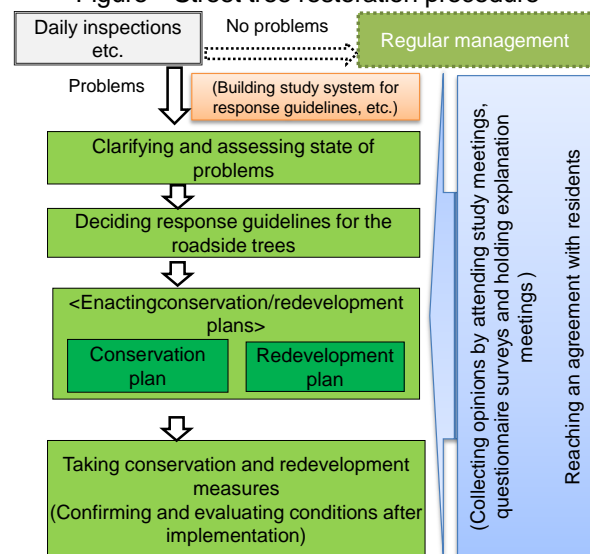 Figure Street tree restoration procedure
Daily inspections
etc.
No problems
Regular management
Problems
(Building study system for
response guidelines, etc.)
Clarifying and assessing state of
problems
Deciding response guidelines for the
roadside trees
<Enactingconservation/redevelopment
plans>
Conservation
plan
Redevelopment
plan
Taking conservation and redevelopment
measures
(Confirming and evaluating conditions after
implementation)
(Collecting opinions by attending study meetings,
questionnaire surveys and holding explanation
meetings )
Reaching an agreement with residents